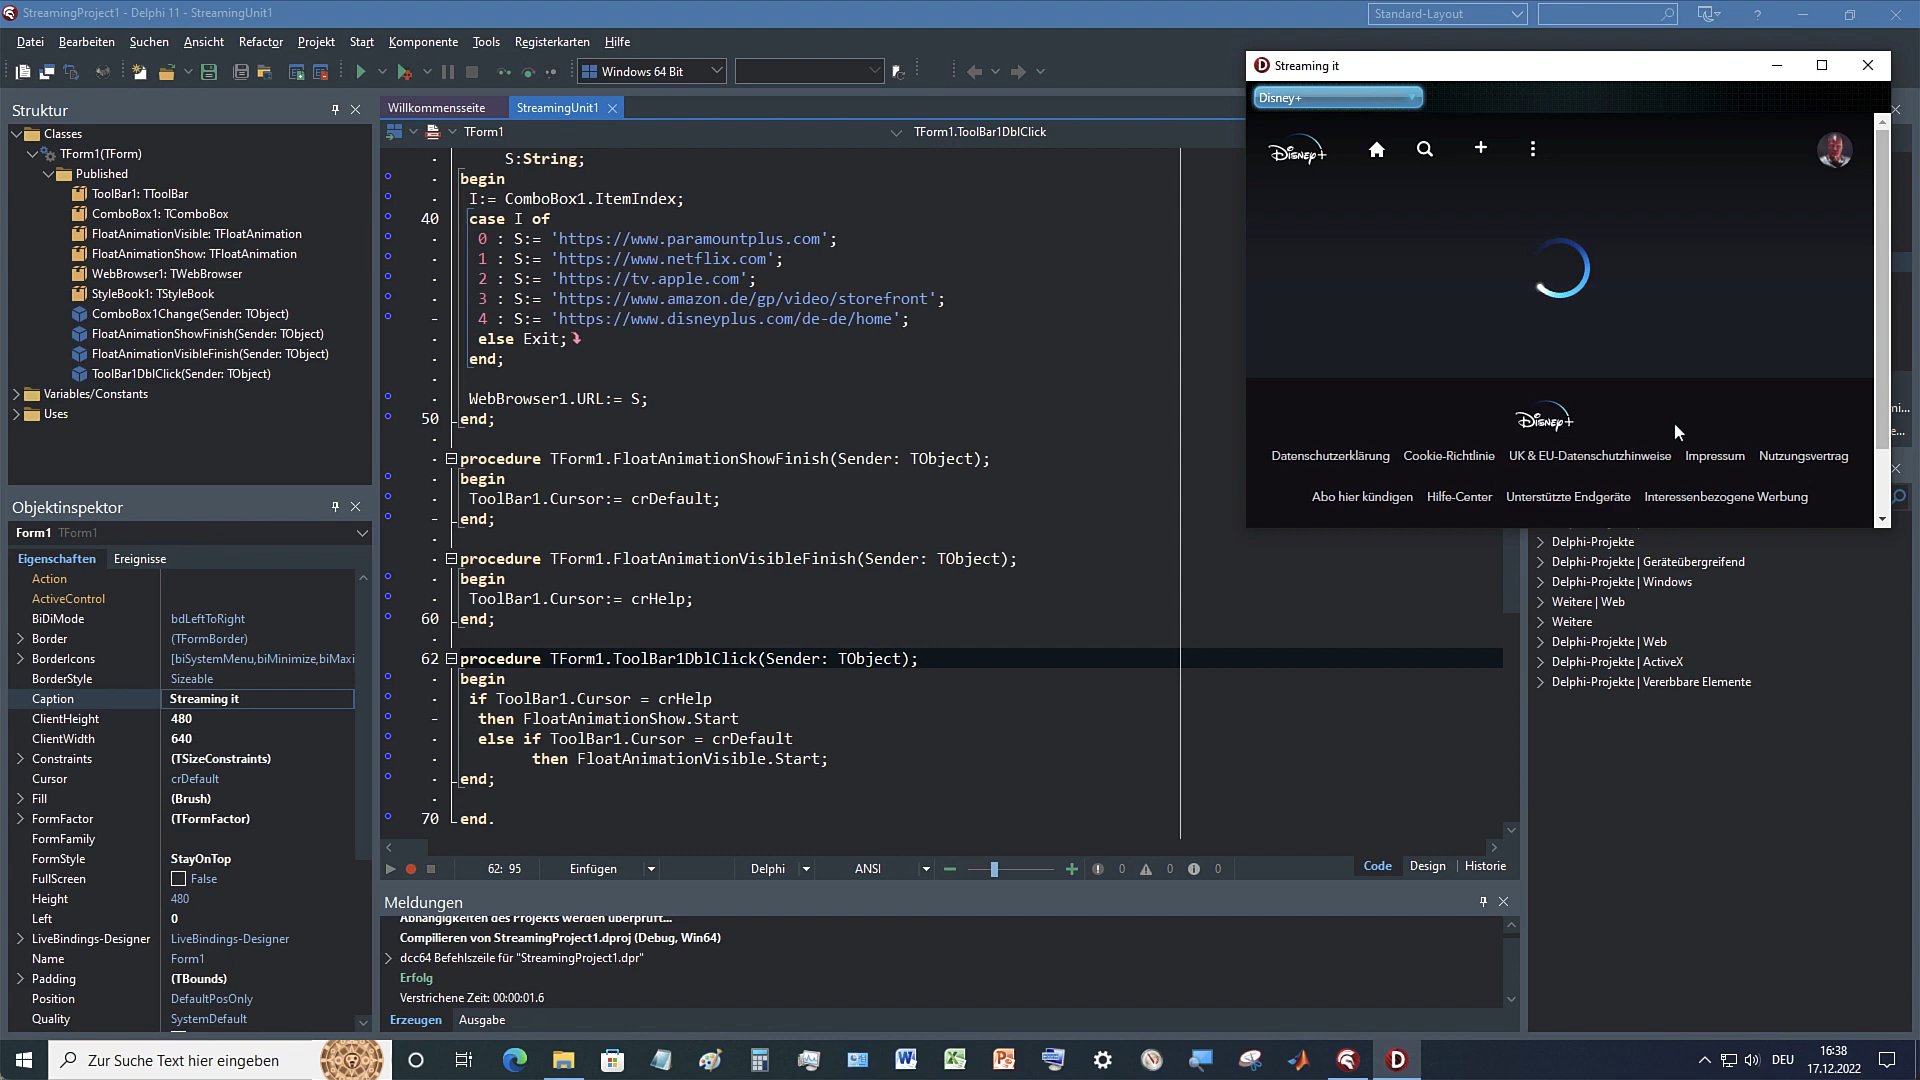 StreamingProject1 - Delphi 11 - StreamingUnit1
Standard-Layout
Datei Bearbeiten Suchen Ansicht Refactor Projekt Start Komponente Tools Registerkarten Hilfe
Windows 64 Bit
Struktur
Classes
TForm1(TForm)
Published
ToolBar1: TToolBar
ComboBox1: TComboBox
FloatAnimationVisible: TFloatAnimation
FloatAnimationShow: TFloatAnimation
WebBrowser1: TWebBrowser
StyleBook1: TStyleBook
ComboBox1Change(Sender: TObject)
FloatAnimationShowFinish(Sender: TObject)
FloatAnimationVisibleFinish(Sender: TObject)
ToolBar1DblClick(Sender: TObject)
Variables/Constants
Uses
Objektinspektor
Form1 TForm1
Eigenschaften Ereignisse
Action
ActiveControl
BiDiMode bdLeftToRight
Border (TFormBorder)
BorderIcons [biSystemMenu,biMinimize,biMaxi
BorderStyle Sizeable
Caption Streaming it
ClientHeight 480
ClientWidth 640
Constraints (TSizeConstraints)
Cursor crDefault
Fill (Brush)
FormFactor (TFormFactor)
FormFamily
FormStyle StayOnTop
FullScreen False
Height 480
Left 0
LiveBindings-Designer LiveBindings-Designer
Name Form1
Padding (TBounds)
Position DefaultPosOnly
Quality SystemDefault
Willkommensseite StreamingUnit1
TForm1 TForm1.ToolBar1DblClick
S:String;
begin
I:= ComboBox1.ItemIndex;
40 case I of
0 : S:= 'https://www.paramountplus.com';
1 : S:= 'https://www.netflix.com';
2 : S:= 'https://tv.apple.com';
3 : S:= 'https://www.amazon.de/gp/video/storefront';
4 : S:= 'https://www.disneyplus.com/de-de/home';
else Exit;
end;
WebBrowser1.URL:= S;
50 end;
procedure TForm1.FloatAnimationShowFinish(Sender: TObject);
begin
ToolBar1.Cursor:= crDefault;
end;
procedure TForm1.FloatAnimationVisibleFinish(Sender: TObject);
begin
ToolBar1.Cursor:= crHelp;
60 end;
62 procedure TForm1.ToolBar1DblClick(Sender: TObject);
begin
if ToolBar1.Cursor = crHelp
then FloatAnimationShow.Start
else if ToolBar1.Cursor = crDefault
then FloatAnimationVisible.Start;
end;
70 end.
62: 95 Einfügen Delphi ANSI 0 0 0 Code Design Historie
Meldungen
Abhängigkeiten des Projekts werden überprüft...
Compilieren von StreamingProject1.dproj (Debug, Win64)
dcc64 Befehlszeile für "StreamingProject1.dpr"
Erfolg
Verstrichene Zeit: 00:00:01.6
Erzeugen Ausgabe
Streaming it
Disney+
Disney+
Disney+
Datenschutzerklärung Cookie-Richtlinie UK & EU-Datenschutzhinweise Impressum Nutzungsvertrag
Abo hier kündigen Hilfe-Center Unterstützte Endgeräte Interessenbezogene Werbung
Delphi-Projekte
Delphi-Projekte | Geräteübergreifend
Delphi-Projekte | Windows
Weitere | Web
Weitere
Delphi-Projekte | Web
Delphi-Projekte | ActiveX
Delphi-Projekte | Vererbbare Elemente
Zur Suche Text hier eingeben
DEU
16:38
17.12.2022